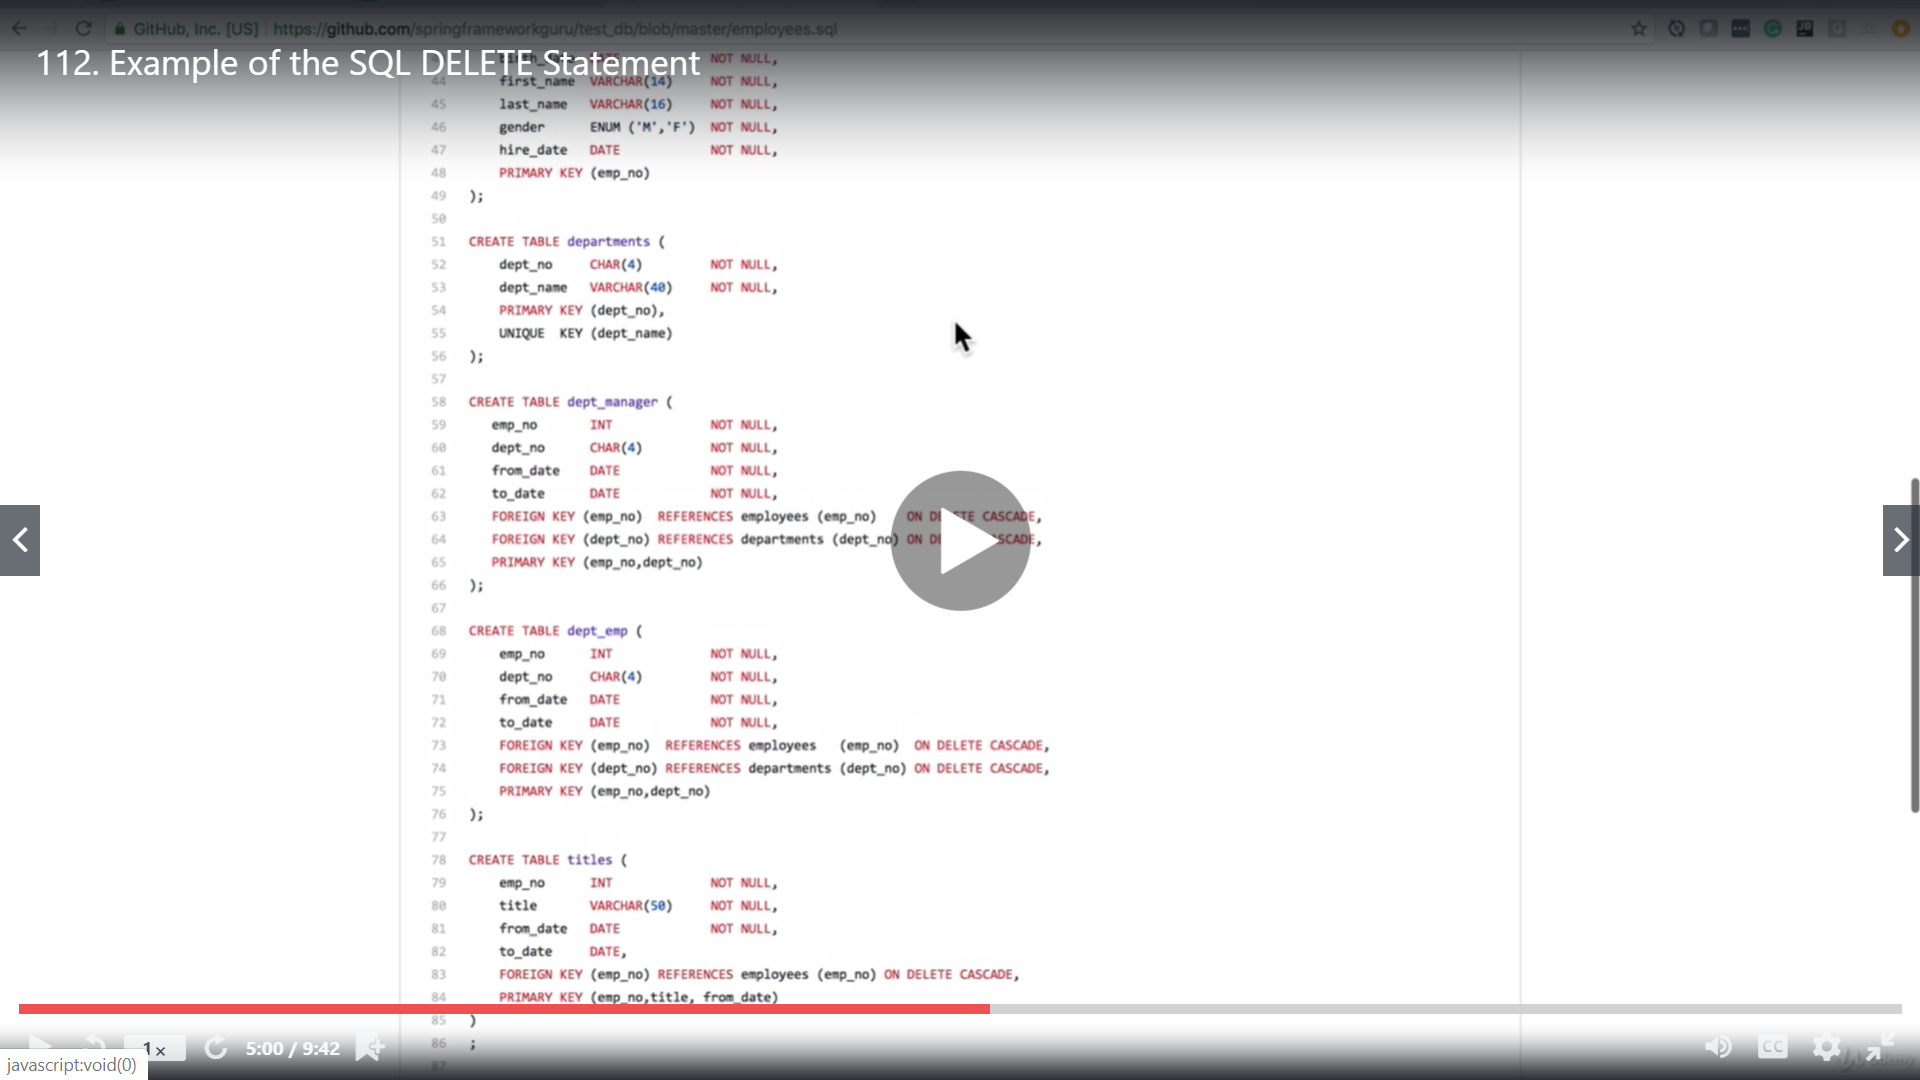 GitHub, Inc. [US] https://github.com/springframeworkguru/test_db/blob/master/employees.sql
112. Example of the SQL DELETE Statement
NOT NULL,
44 first_name VARCHAR(14) NOT NULL,
45 last_name VARCHAR(16) NOT NULL,
46 gender ENUM ('M','F') NOT NULL,
47 hire_date DATE NOT NULL,
48 PRIMARY KEY (emp_no)
49 );
50
51 CREATE TABLE departments (
52 dept_no CHAR(4) NOT NULL,
53 dept_name VARCHAR(40) NOT NULL,
54 PRIMARY KEY (dept_no),
55 UNIQUE KEY (dept_name)
56 );
57
58 CREATE TABLE dept_manager (
59 emp_no INT NOT NULL,
60 dept_no CHAR(4) NOT NULL,
61 from_date DATE NOT NULL,
62 to_date DATE NOT NULL,
63 FOREIGN KEY (emp_no) REFERENCES employees (emp_no) ON DELETE CASCADE,
64 FOREIGN KEY (dept_no) REFERENCES departments (dept_no) ON DELETE CASCADE,
65 PRIMARY KEY (emp_no,dept_no)
66 );
67
68 CREATE TABLE dept_emp (
69 emp_no INT NOT NULL,
70 dept_no CHAR(4) NOT NULL,
71 from_date DATE NOT NULL,
72 to_date DATE NOT NULL,
73 FOREIGN KEY (emp_no) REFERENCES employees (emp_no) ON DELETE CASCADE,
74 FOREIGN KEY (dept_no) REFERENCES departments (dept_no) ON DELETE CASCADE,
75 PRIMARY KEY (emp_no,dept_no)
76 );
77
78 CREATE TABLE titles (
79 emp_no INT NOT NULL,
80 title VARCHAR(50) NOT NULL,
81 from_date DATE NOT NULL,
82 to_date DATE,
83 FOREIGN KEY (emp_no) REFERENCES employees (emp_no) ON DELETE CASCADE,
84 PRIMARY KEY (emp_no,title, from_date)
85 )
86 ;
87
1x 5:00 / 9:42 CC
javascript:void(0)